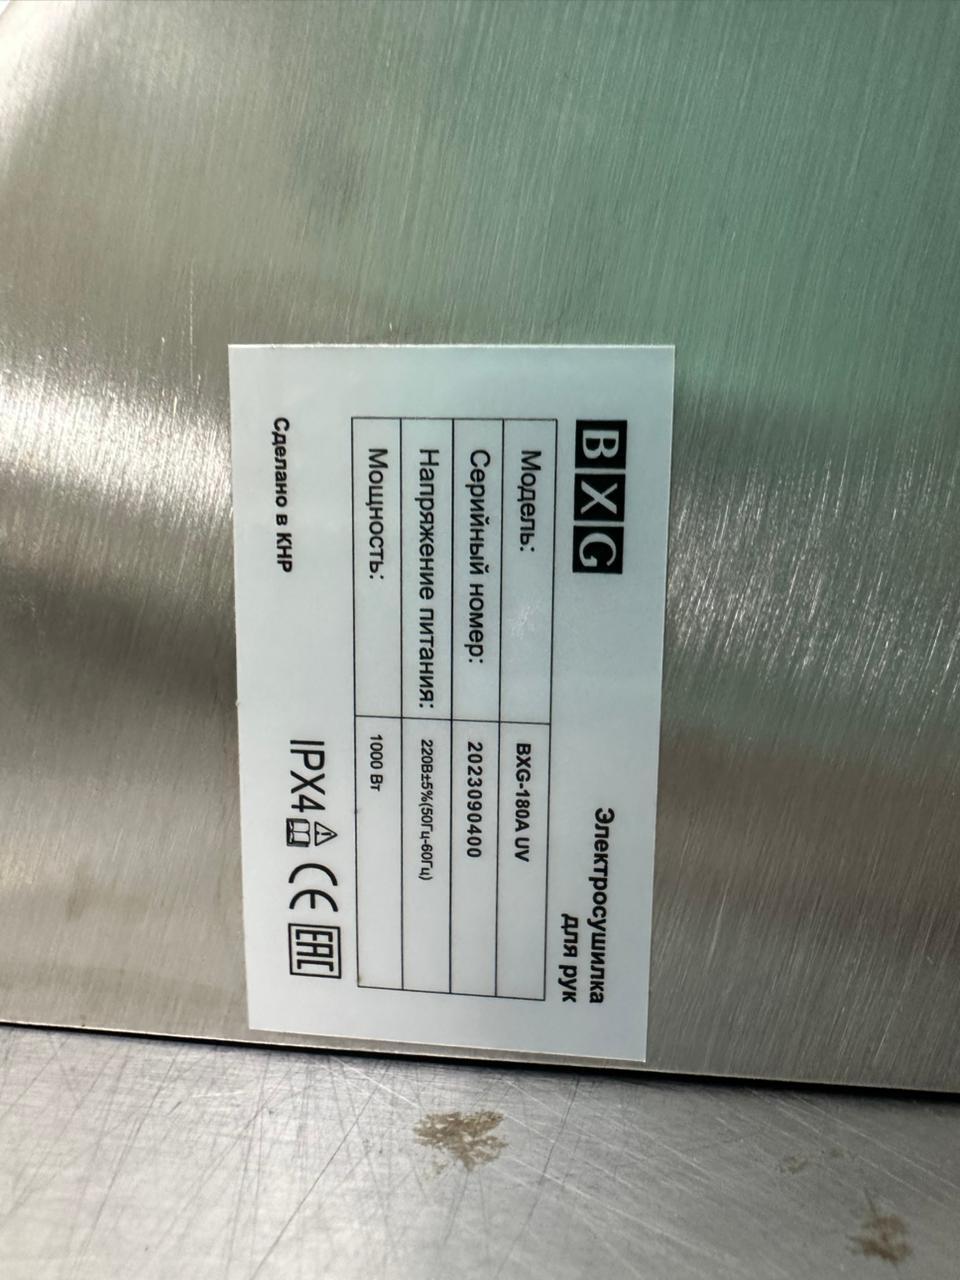 BXG
Электросушилка
для рук
Модель: BXG-180A UV
Серийный номер: 2023090400
Напряжение питания: 220В±5%(50Гц-60Гц)
Мощность: 1000 Вт
Сделано в КНР
IPX4 CE EAC